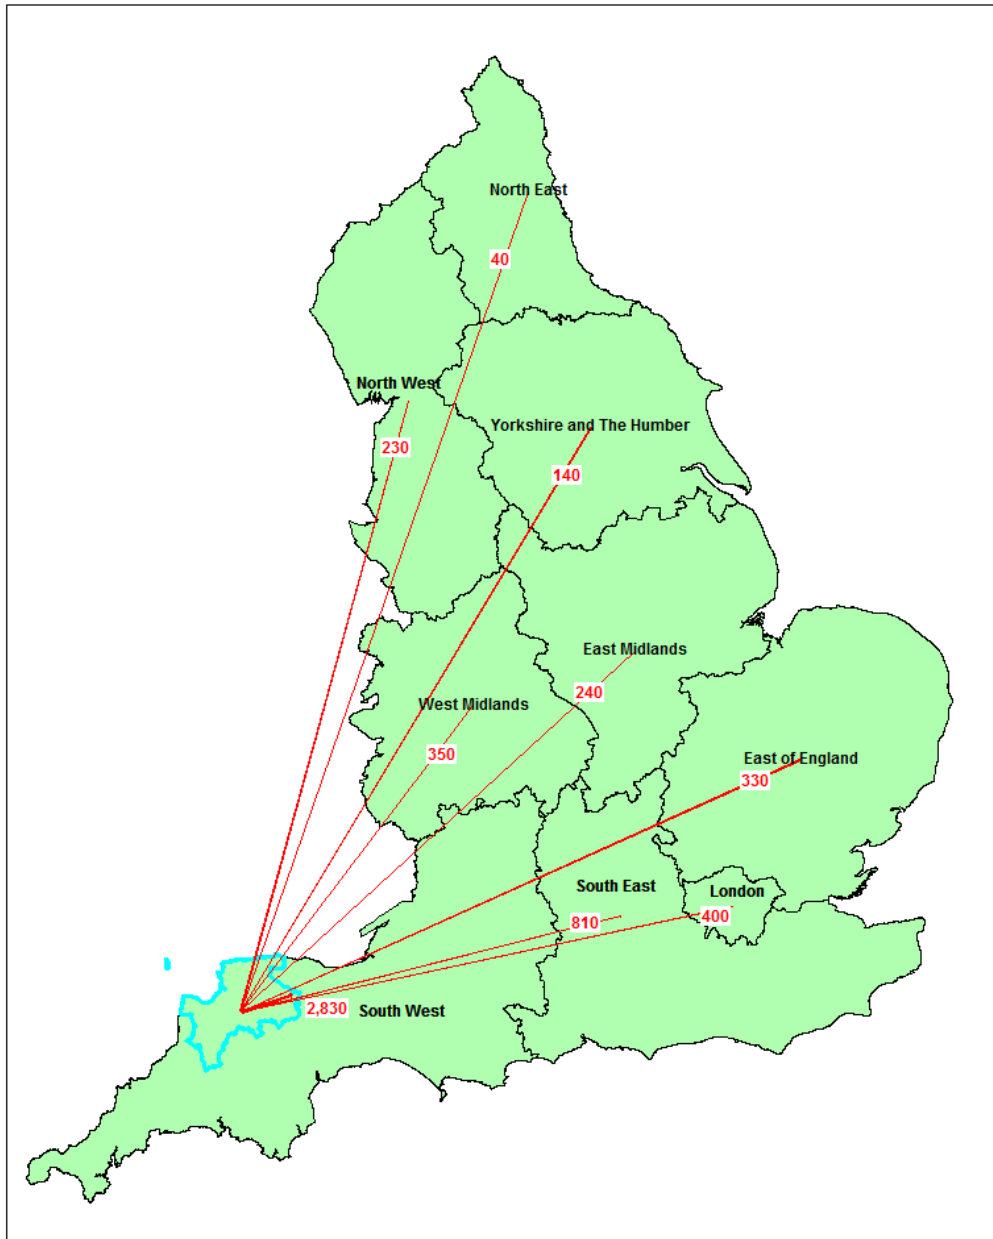 North East
40
North West
230
Yorkshire and The Humber
140
East Midlands
240
West Midlands
350
East of England
330
South East
London
810
400
2,830
South West